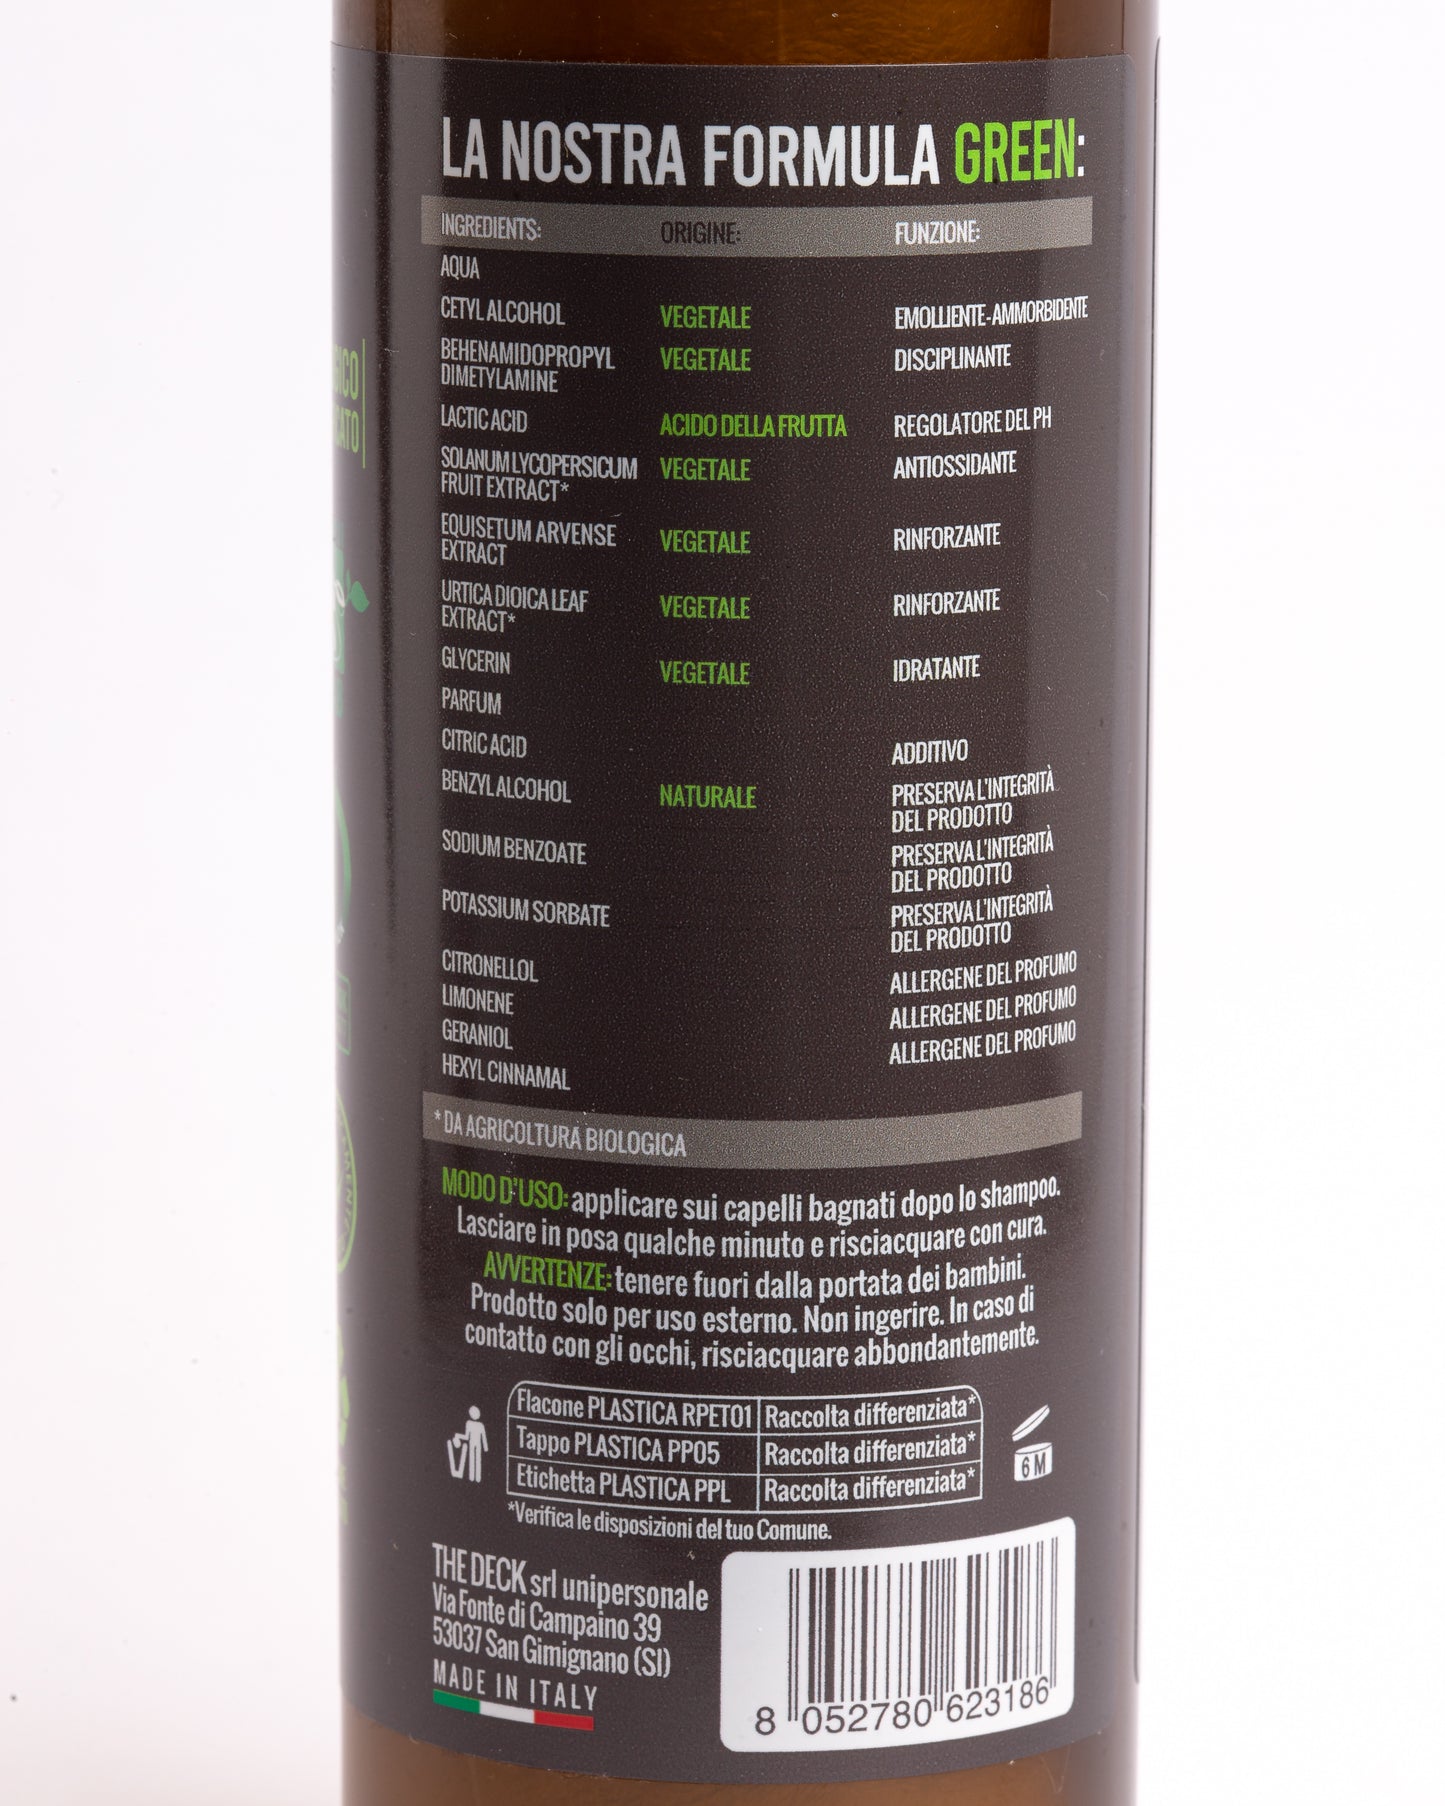 LA NOSTRA FORMULA GREEN:
INGREDIENTS: ORIGINE: FUNZIONE:
AQUA
CETYL ALCOHOL VEGETALE EMOLLIENTE-AMMORBIDENTE
BEHENAMIDOPROPYL VEGETALE DISCIPLINANTE
DIMETYLAMINE
LACTIC ACID ACIDO DELLA FRUTTA REGOLATORE DEL PH
SOLANUM LYCOPERSICUM VEGETALE ANTIOSSIDANTE
FRUIT EXTRACT*
EQUISETUM ARVENSE VEGETALE RINFORZANTE
EXTRACT
URTICA DIOICA LEAF VEGETALE RINFORZANTE
EXTRACT*
GLYCERIN VEGETALE IDRATANTE
PARFUM
CITRIC ACID ADDITIVO
BENZYL ALCOHOL NATURALE PRESERVA L'INTEGRITÀ
DEL PRODOTTO
SODIUM BENZOATE PRESERVA L'INTEGRITÀ
DEL PRODOTTO
POTASSIUM SORBATE PRESERVA L'INTEGRITÀ
DEL PRODOTTO
CITRONELLOL ALLERGENE DEL PROFUMO
LIMONENE ALLERGENE DEL PROFUMO
GERANIOL ALLERGENE DEL PROFUMO
HEXYL CINNAMAL
* DA AGRICOLTURA BIOLOGICA
MODO D'USO: applicare sui capelli bagnati dopo lo shampoo.
Lasciare in posa qualche minuto e risciacquare con cura.
AVVERTENZE: tenere fuori dalla portata dei bambini.
Prodotto solo per uso esterno. Non ingerire. In caso di
contatto con gli occhi, risciacquare abbondantemente.
Flacone PLASTICA RPET01 Raccolta differenziata*
Tappo PLASTICA PP05 Raccolta differenziata*
Etichetta PLASTICA PPL Raccolta differenziata*
*Verifica le disposizioni del tuo Comune.
6 M
THE DECK srl unipersonale
Via Fonte di Campaino 39
53037 San Gimignano (SI)
MADE IN ITALY
8 052780 623186